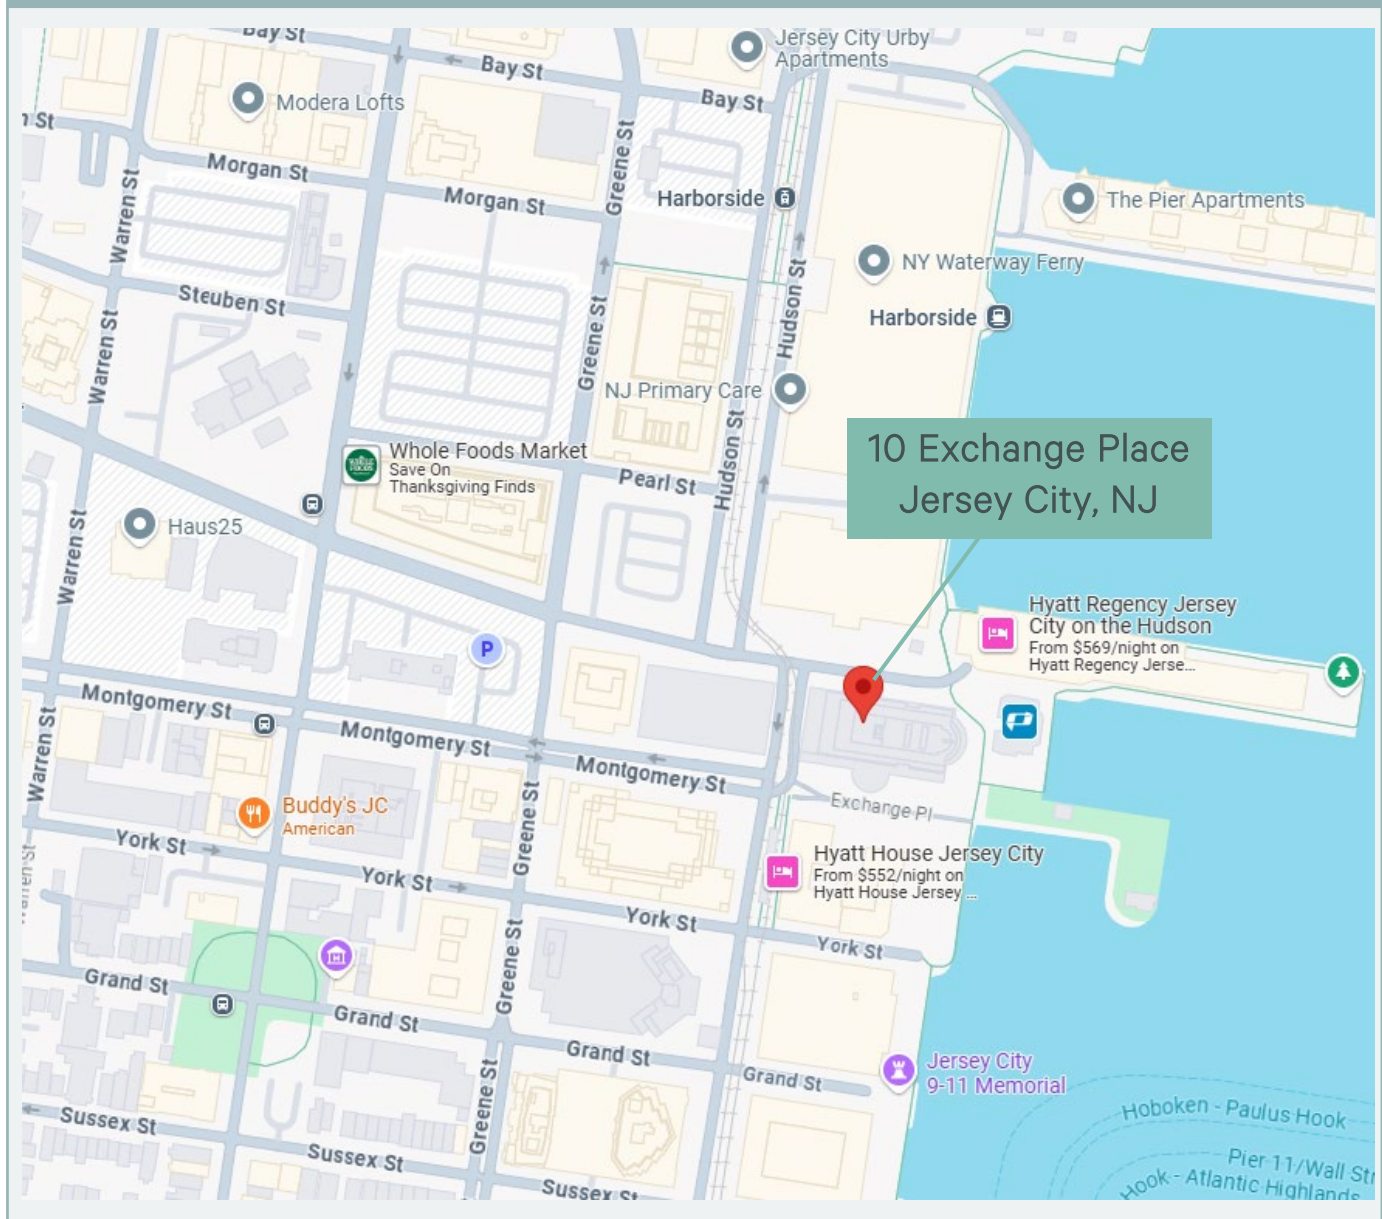 Bay St
Bay St
Bay St
Jersey City Urby
Apartments
Modera Lofts
n St
Morgan St
Morgan St
Greene St
Harborside
Warren St
The Pier Apartments
NY Waterway Ferry
Hudson St
Harborside
Steuben St
Warren St
Greene St
NJ Primary Care
Hudson St
10 Exchange Place
Jersey City, NJ
WHOLE
FOODS
Whole Foods Market
Save On
Thanksgiving Finds
Pearl St
Haus25
Warren St
Hyatt Regency Jersey
City on the Hudson
From $569/night on
Hyatt Regency Jerse...
P
Montgomery St
Montgomery St
Montgomery St
Warren St
Exchange Pl
Buddy's JC
American
Greene St
York St
York St
York St
York St
Hyatt House Jersey City
From $552/night on
Hyatt House Jersey ...
Warren St
Greene St
Grand St
Grand St
Grand St
Grand St
Jersey City
9-11 Memorial
Greene St
Sussex St
Sussex St
Sussex St
Hoboken - Paulus Hook
Pier 11/Wall Str
Hook - Atlantic Highlands